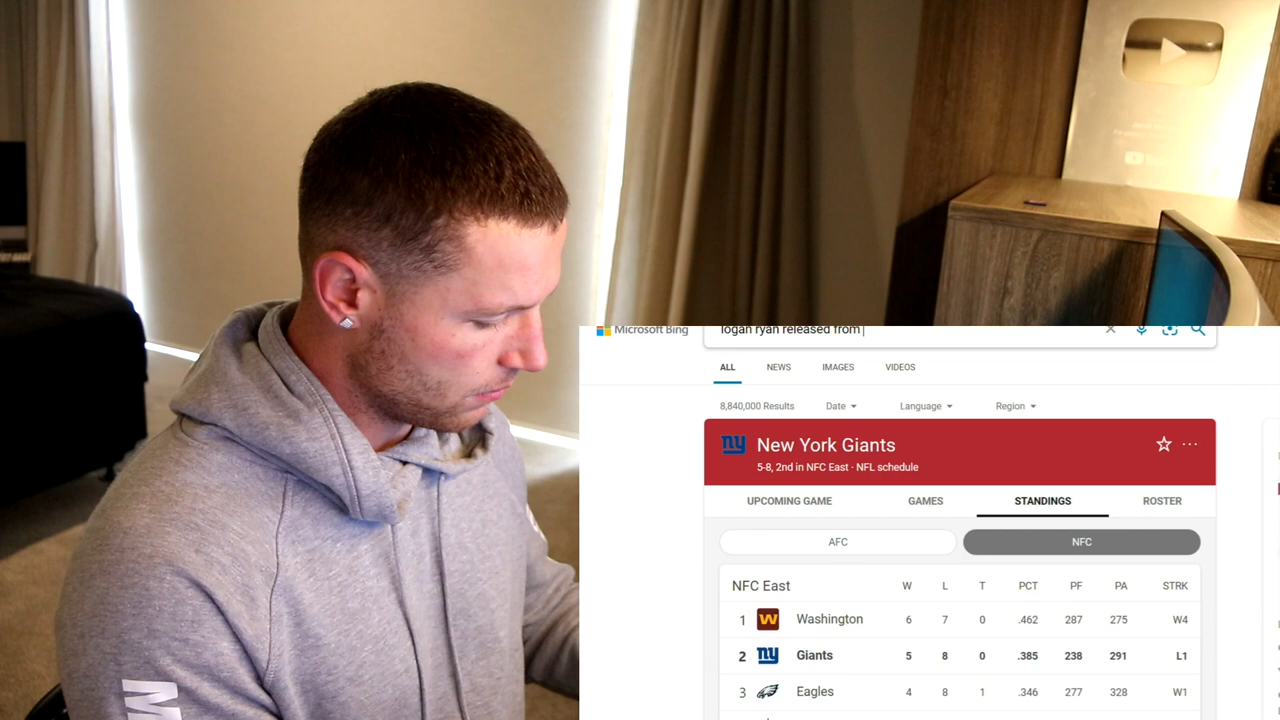 Microsoft Bing
logan ryan released from
ALL NEWS IMAGES VIDEOS
8,840,000 Results Date Language Region
ny New York Giants
5-8, 2nd in NFC East · NFL schedule
UPCOMING GAME GAMES STANDINGS ROSTER
AFC NFC
NFC East W L T PCT PF PA STRK
1 W Washington 6 7 0 .462 287 275 W4
2 ny Giants 5 8 0 .385 238 291 L1
3 Eagles 4 8 1 .346 277 328 W1
M